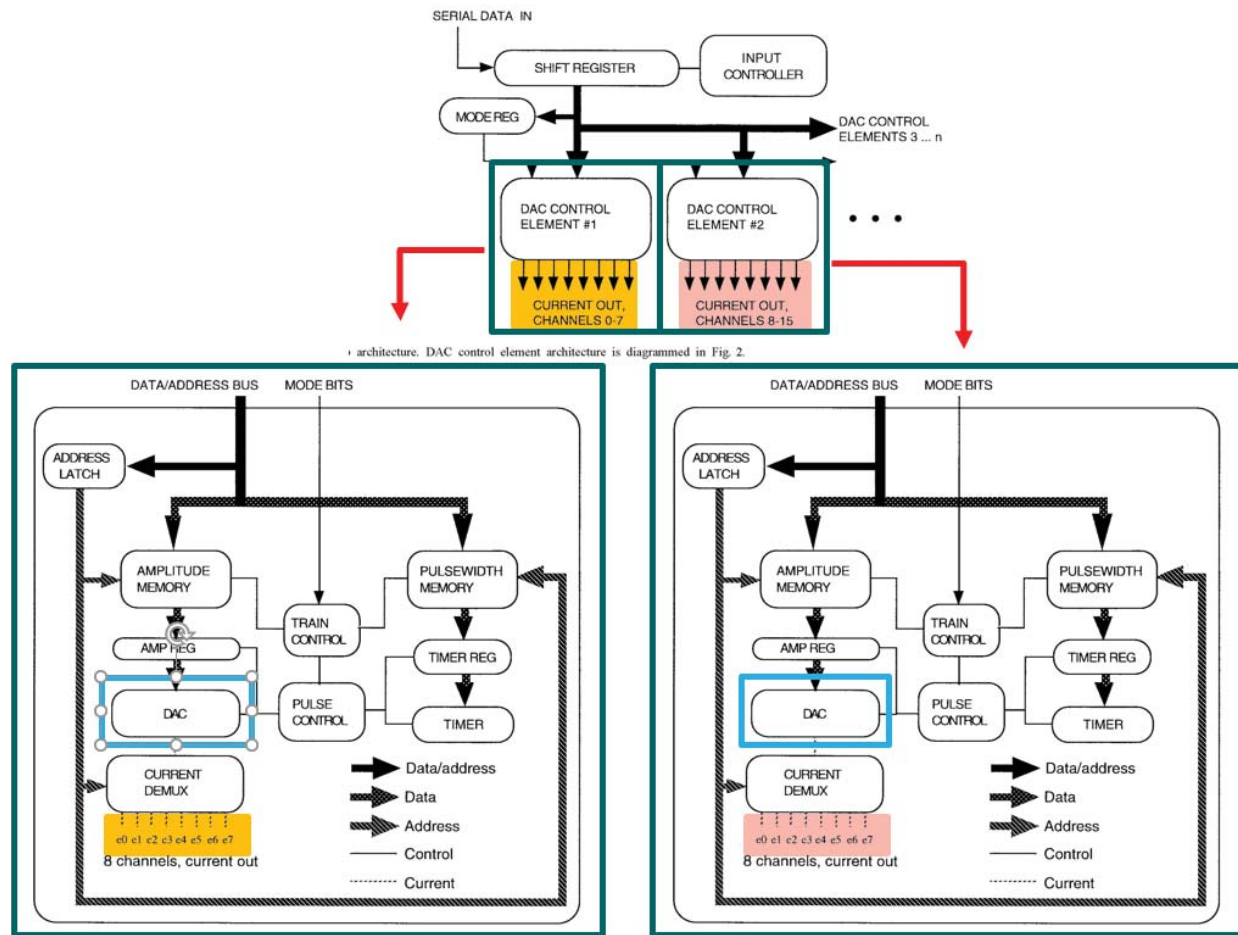 SERIAL DATA IN
SHIFT REGISTER
INPUT
CONTROLLER
MODE REG
DAC CONTROL
ELEMENTS 3 ... n
DAC CONTROL
ELEMENT #1
DAC CONTROL
ELEMENT #2
• • •
CURRENT OUT,
CHANNELS 0-7
CURRENT OUT,
CHANNELS 8-15
architecture. DAC control element architecture is diagrammed in Fig. 2.
DATA/ADDRESS BUS
MODE BITS
ADDRESS
LATCH
AMPLITUDE
MEMORY
PULSEWIDTH
MEMORY
TRAIN
CONTROL
AMP REG
TIMER REG
DAC
PULSE
CONTROL
TIMER
CURRENT
DEMUX
e0 e1 e2 e3 e4 e5 e6 e7
8 channels, current out
Data/address
Data
Address
Control
Current
DATA/ADDRESS BUS
MODE BITS
ADDRESS
LATCH
AMPLITUDE
MEMORY
PULSEWIDTH
MEMORY
TRAIN
CONTROL
AMP REG
TIMER REG
DAC
PULSE
CONTROL
TIMER
CURRENT
DEMUX
e0 e1 e2 e3 e4 e5 e6 e7
8 channels, current out
Data/address
Data
Address
Control
Current